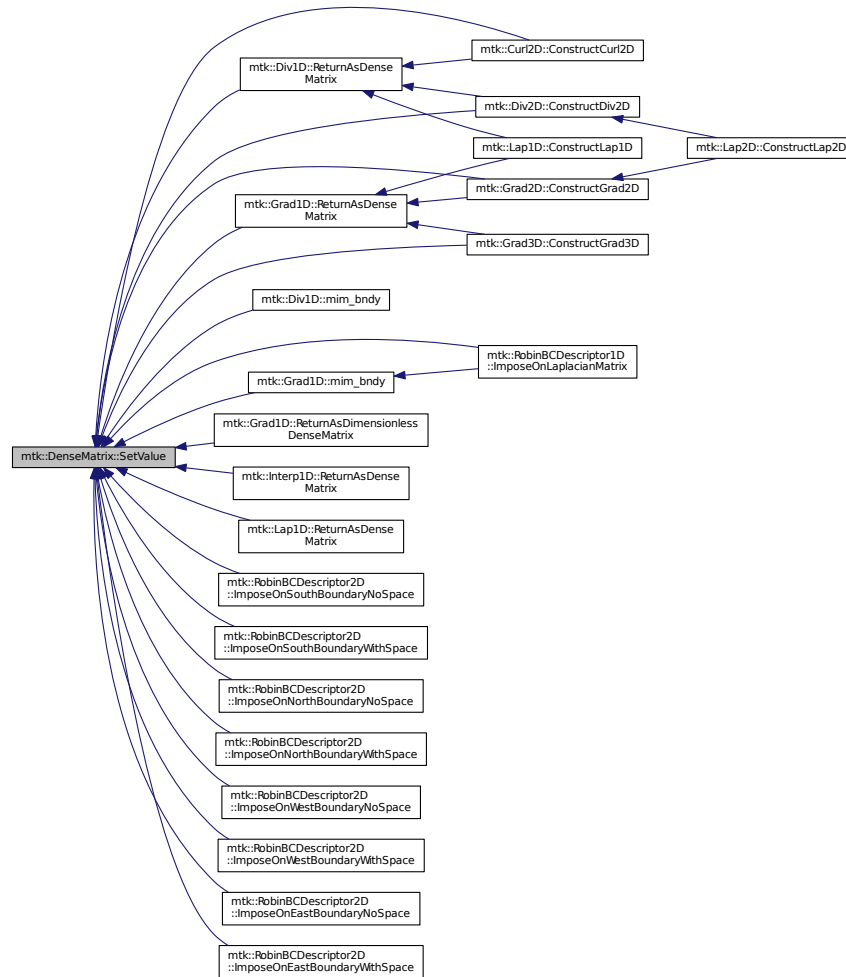 mtk::Curl2D::ConstructCurl2D
mtk::Div1D::ReturnAsDense
Matrix
mtk::Div2D::ConstructDiv2D
mtk::Lap1D::ConstructLap1D
mtk::Lap2D::ConstructLap2D
mtk::Grad2D::ConstructGrad2D
mtk::Grad1D::ReturnAsDense
Matrix
mtk::Grad3D::ConstructGrad3D
mtk::Div1D::mim_bndy
mtk::RobinBCDescriptor1D
::ImposeOnLaplacianMatrix
mtk::Grad1D::mim_bndy
mtk::Grad1D::ReturnAsDimensionless
DenseMatrix
mtk::DenseMatrix::SetValue
mtk::Interp1D::ReturnAsDense
Matrix
mtk::Lap1D::ReturnAsDense
Matrix
mtk::RobinBCDescriptor2D
::ImposeOnSouthBoundaryNoSpace
mtk::RobinBCDescriptor2D
::ImposeOnSouthBoundaryWithSpace
mtk::RobinBCDescriptor2D
::ImposeOnNorthBoundaryNoSpace
mtk::RobinBCDescriptor2D
::ImposeOnNorthBoundaryWithSpace
mtk::RobinBCDescriptor2D
::ImposeOnWestBoundaryNoSpace
mtk::RobinBCDescriptor2D
::ImposeOnWestBoundaryWithSpace
mtk::RobinBCDescriptor2D
::ImposeOnEastBoundaryNoSpace
mtk::RobinBCDescriptor2D
::ImposeOnEastBoundaryWithSpace